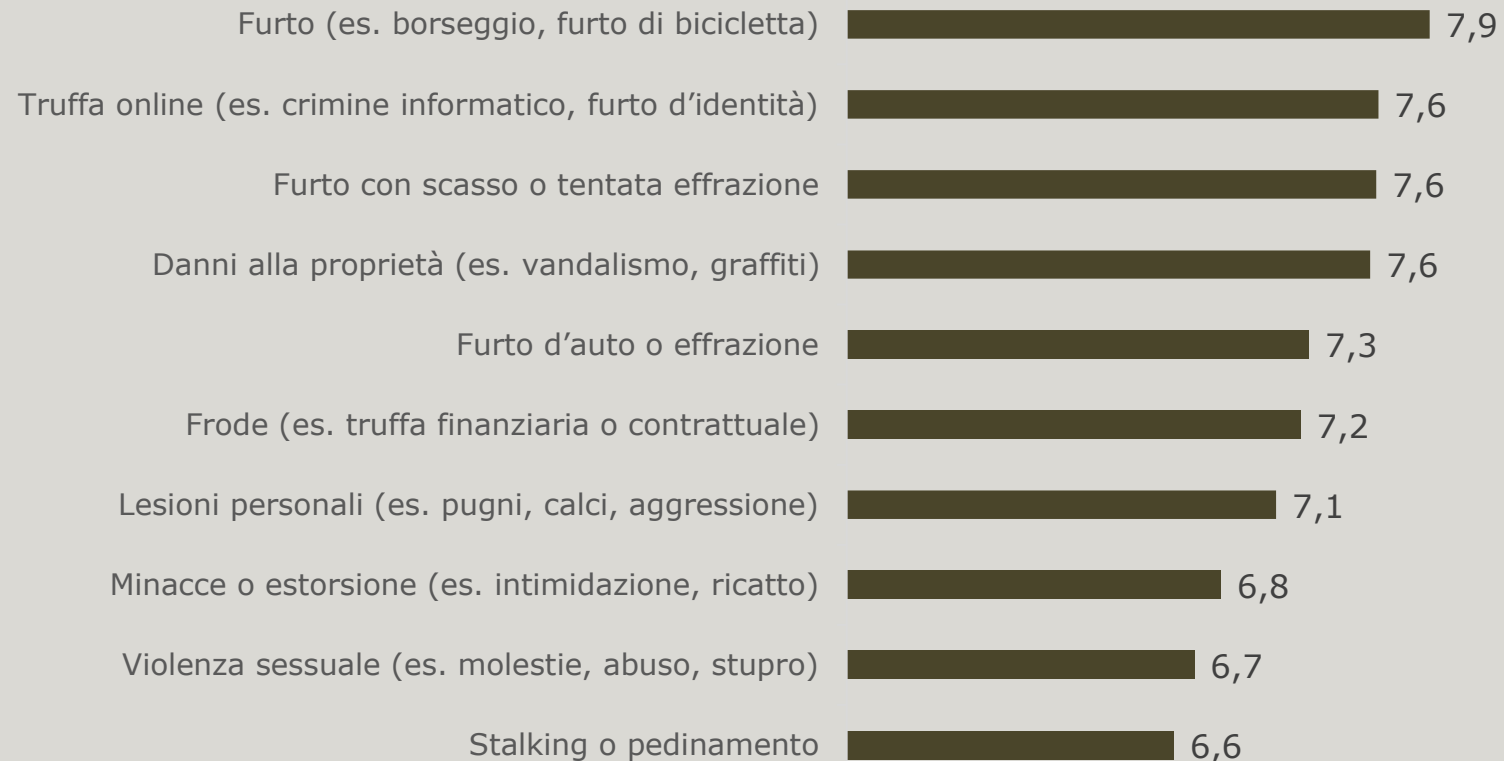 Furto (es. borseggio, furto di bicicletta) 7,9
Truffa online (es. crimine informatico, furto d’identità) 7,6
Furto con scasso o tentata effrazione 7,6
Danni alla proprietà (es. vandalismo, graffiti) 7,6
Furto d’auto o effrazione 7,3
Frode (es. truffa finanziaria o contrattuale) 7,2
Lesioni personali (es. pugni, calci, aggressione) 7,1
Minacce o estorsione (es. intimidazione, ricatto) 6,8
Violenza sessuale (es. molestie, abuso, stupro) 6,7
Stalking o pedinamento 6,6